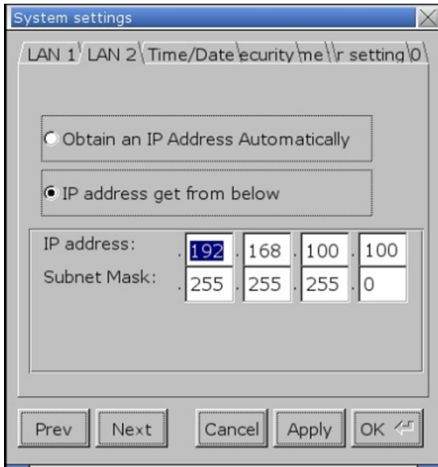 System settings
LAN 1 LAN 2 Time/Date ecurity me r setting 0
Obtain an IP Address Automatically
IP address get from below
IP address: . 192 . 168 . 100 . 100
Subnet Mask: . 255 . 255 . 255 . 0
Prev Next Cancel Apply OK